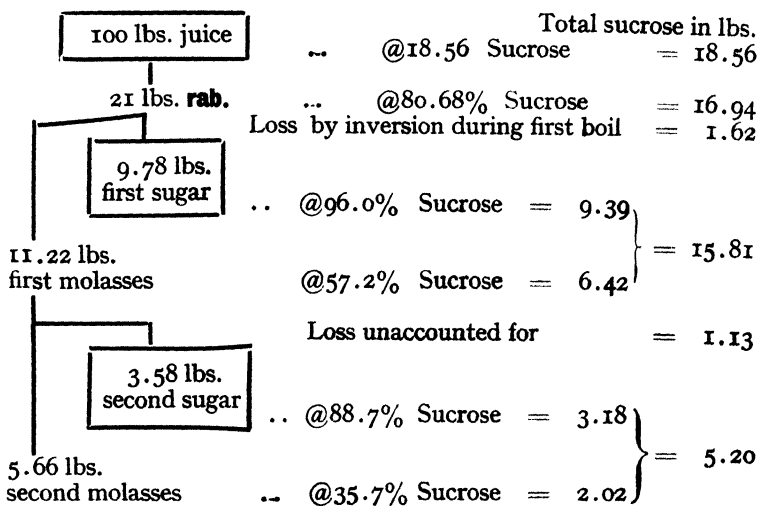 Total sucrose in lbs.
100 lbs. juice .. @18.56 Sucrose = 18.56
21 lbs. rab. ... @80.68% Sucrose = 16.94
Loss by inversion during first boil = 1.62
9.78 lbs.
first sugar .. @96.0% Sucrose = 9.39
= 15.81
11.22 lbs.
first molasses @57.2% Sucrose = 6.42
Loss unaccounted for = 1.13
3.58 lbs.
second sugar .. @88.7% Sucrose = 3.18
= 5.20
5.66 lbs.
second molasses .. @35.7% Sucrose = 2.02